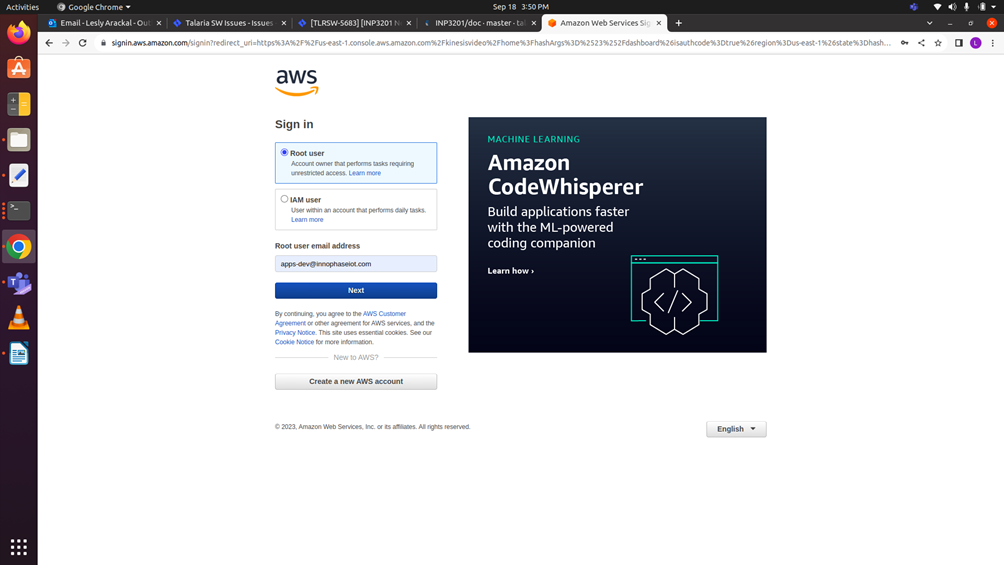 Activities
Google Chrome
Sep 18 3:50 PM
Email - Lesly Arackal - Out
Talaria SW Issues - Issues
[TLRSW-5683] [INP3201 N
INP3201/doc · master · tal
Amazon Web Services Sig
signin.aws.amazon.com/signin?redirect_uri=https%3A%2F%2Fus-east-1.console.aws.amazon.com%2Fkinesisvideo%2Fhome%3FhashArgs%3D%2523%252Fdashboard%26isauthcode%3Dtrue%26region%3Dus-east-1%26state%3Dhash...
L
aws
Sign in
Root user
Account owner that performs tasks requiring
unrestricted access. Learn more
IAM user
User within an account that performs daily tasks.
Learn more
Root user email address
apps-dev@innophaseiot.com
Next
By continuing, you agree to the AWS Customer
Agreement or other agreement for AWS services, and the
Privacy Notice. This site uses essential cookies. See our
Cookie Notice for more information.
New to AWS?
Create a new AWS account
MACHINE LEARNING
Amazon
CodeWhisperer
Build applications faster
with the ML-powered
coding companion
Learn how ›
© 2023, Amazon Web Services, Inc. or its affiliates. All rights reserved.
English